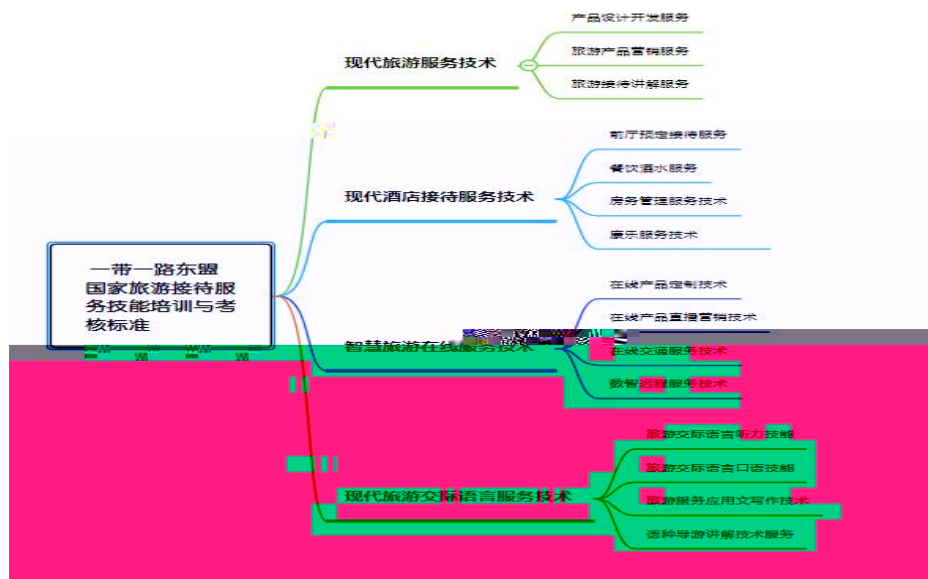 一带一路东盟
国家旅游接待服
务技能培训与考
核标准
现代旅游服务技术
产品设计开发服务
旅游产品营销服务
旅游接待讲解服务
现代酒店接待服务技术
前厅预定接待服务
餐饮酒水服务
房务管理服务技术
康乐服务技术
智慧旅游在线服务技术
在线产品定制技术
在线产品直播营销技术
在线交通服务技术
数智远程服务技术
现代旅游交际语言服务技术
旅游交际语言听力技能
旅游交际语言口语技能
旅游服务应用文写作技术
语种导游讲解技术服务